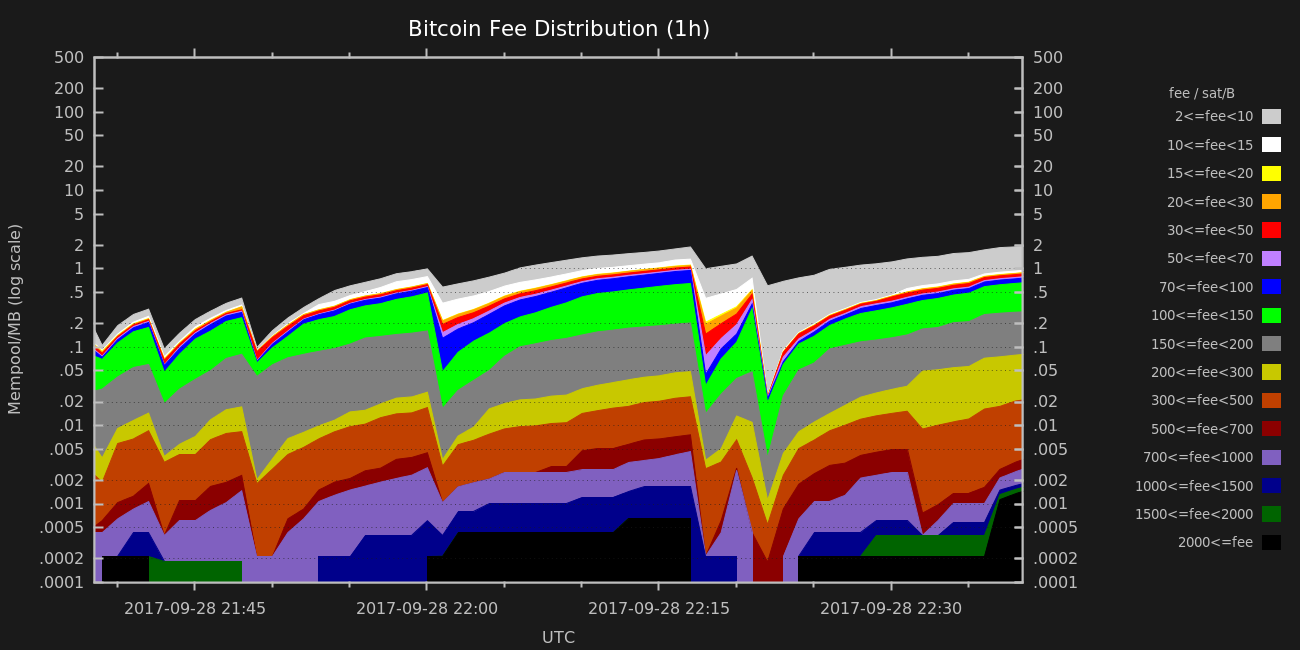 Bitcoin Fee Distribution (1h)
500 500
200 200
100 100
50 50
20 20
10 10
5 5
2 2
1 1
.5 .5
.2 .2
.1 .1
.05 .05
.02 .02
.01 .01
.005 .005
.002 .002
.001 .001
.0005 .0005
.0002 .0002
.0001 .0001
Mempool/MB (log scale)
2017-09-28 21:45 2017-09-28 22:00 2017-09-28 22:15 2017-09-28 22:30
UTC
fee / sat/B
2<=fee<10
10<=fee<15
15<=fee<20
20<=fee<30
30<=fee<50
50<=fee<70
70<=fee<100
100<=fee<150
150<=fee<200
200<=fee<300
300<=fee<500
500<=fee<700
700<=fee<1000
1000<=fee<1500
1500<=fee<2000
2000<=fee